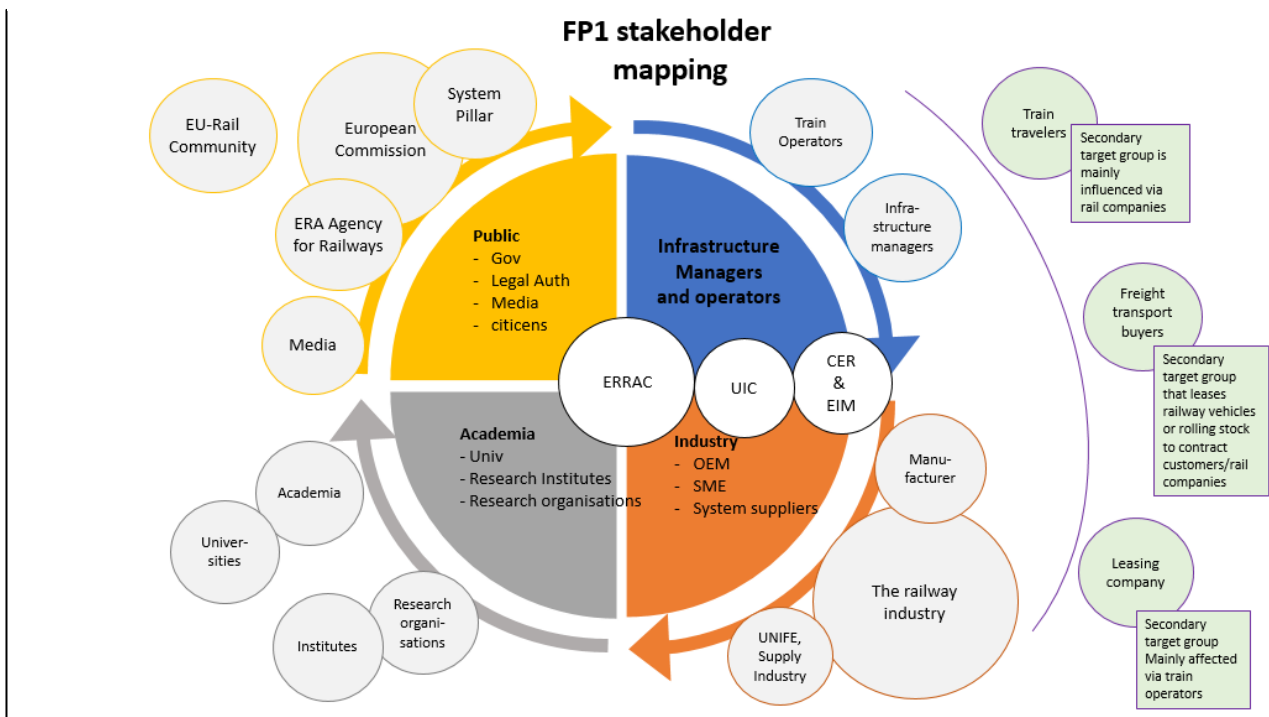 FP1 stakeholder
mapping
EU-Rail
Community
European
Commission
System
Pillar
ERA Agency
for Railways
Media
Public
- Gov
- Legal Auth
- Media
- citicens
Infrastructure
Managers
and operators
Train
Operators
Infra-
structure
managers
ERRAC
UIC
CER
&
EIM
Academia
- Univ
- Research Institutes
- Research organisations
Industry
- OEM
- SME
- System suppliers
Academia
Univer-
sities
Institutes
Research
organi-
sations
Manu-
facturer
The railway
industry
UNIFE,
Supply
Industry
Train
travelers
Secondary
target group is
mainly
influenced via
rail companies
Freight
transport
buyers
Secondary
target group
that leases
railway vehicles
or rolling stock
to contract
customers/rail
companies
Leasing
company
Secondary
target group
Mainly affected
via train
operators